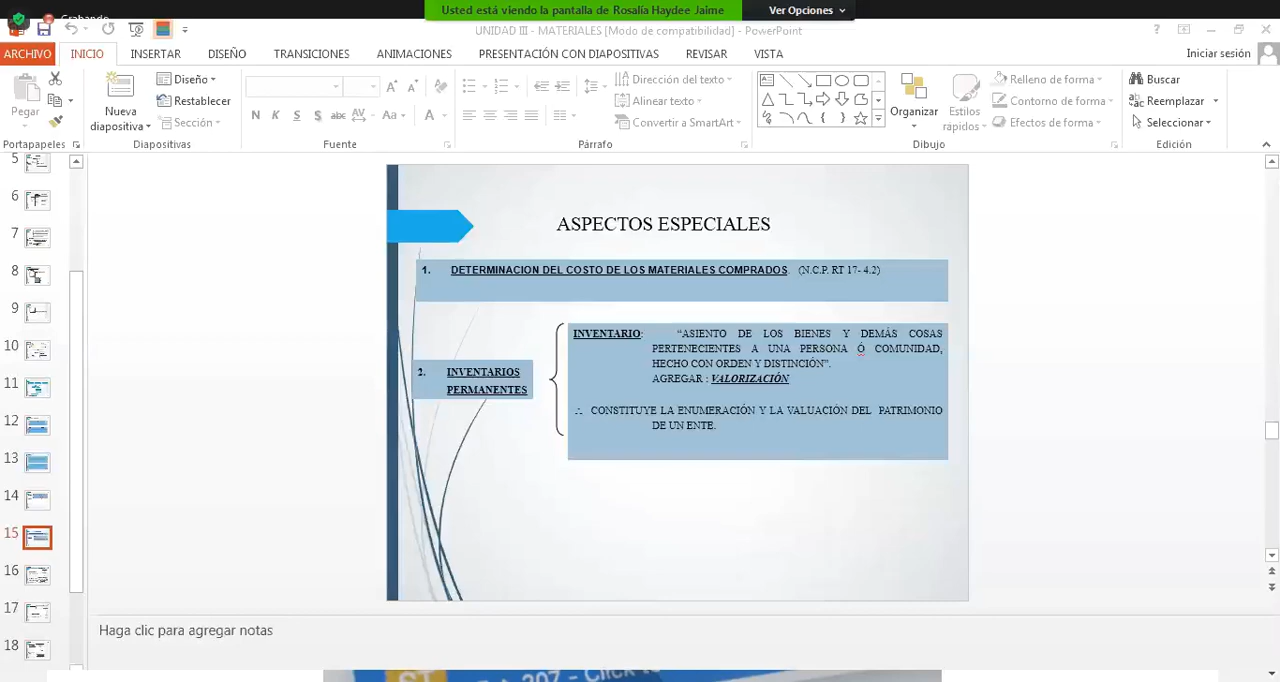 Grabando
Usted está viendo la pantalla de Rosalía Haydee Jaime
Ver Opciones
UNIDAD III - MATERIALES [Modo de compatibilidad] - PowerPoint
ARCHIVO INICIO INSERTAR DISEÑO TRANSICIONES ANIMACIONES PRESENTACIÓN CON DIAPOSITIVAS REVISAR VISTA
Iniciar sesión
Pegar
Nueva
diapositiva
Diseño
Restablecer
Sección
N K S S abc AV Aa A
Dirección del texto
Alinear texto
Convertir a SmartArt
Organizar
Estilos
rápidos
Relleno de forma
Contorno de forma
Efectos de forma
Buscar
Reemplazar
Seleccionar
Portapapeles Diapositivas Fuente Párrafo Dibujo Edición
5
6
7
8
9
10
11
12
13
14
15
16
17
18
ASPECTOS ESPECIALES
1. DETERMINACION DEL COSTO DE LOS MATERIALES COMPRADOS. (N.C.P. RT 17- 4.2)
2. INVENTARIOS
PERMANENTES
INVENTARIO: “ASIENTO DE LOS BIENES Y DEMÁS COSAS
PERTENECIENTES A UNA PERSONA Ó COMUNIDAD,
HECHO CON ORDEN Y DISTINCIÓN”.
AGREGAR : VALORIZACIÓN
∴ CONSTITUYE LA ENUMERACIÓN Y LA VALUACIÓN DEL PATRIMONIO
DE UN ENTE.
Haga clic para agregar notas
207 - Click to